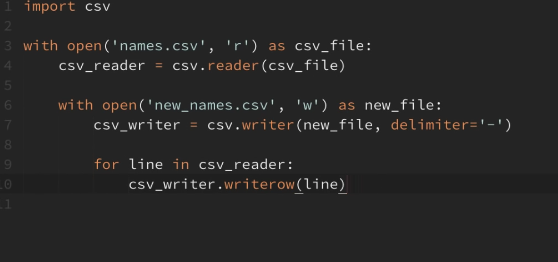 1 import csv
2
3 with open('names.csv', 'r') as csv_file:
4     csv_reader = csv.reader(csv_file)
5
6     with open('new_names.csv', 'w') as new_file:
7         csv_writer = csv.writer(new_file, delimiter='-')
8
9         for line in csv_reader:
10             csv_writer.writerow(line)
11